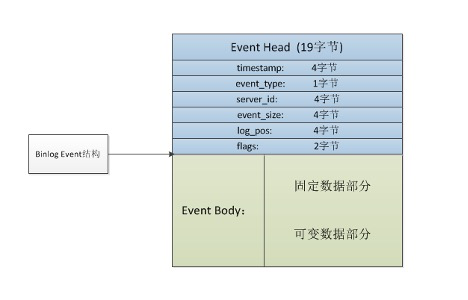 Event Head (19字节)
timestamp: 4字节
event_type: 1字节
server_id: 4字节
event_size: 4字节
log_pos: 4字节
flags: 2字节
Binlog Event结构
Event Body：
固定数据部分
可变数据部分